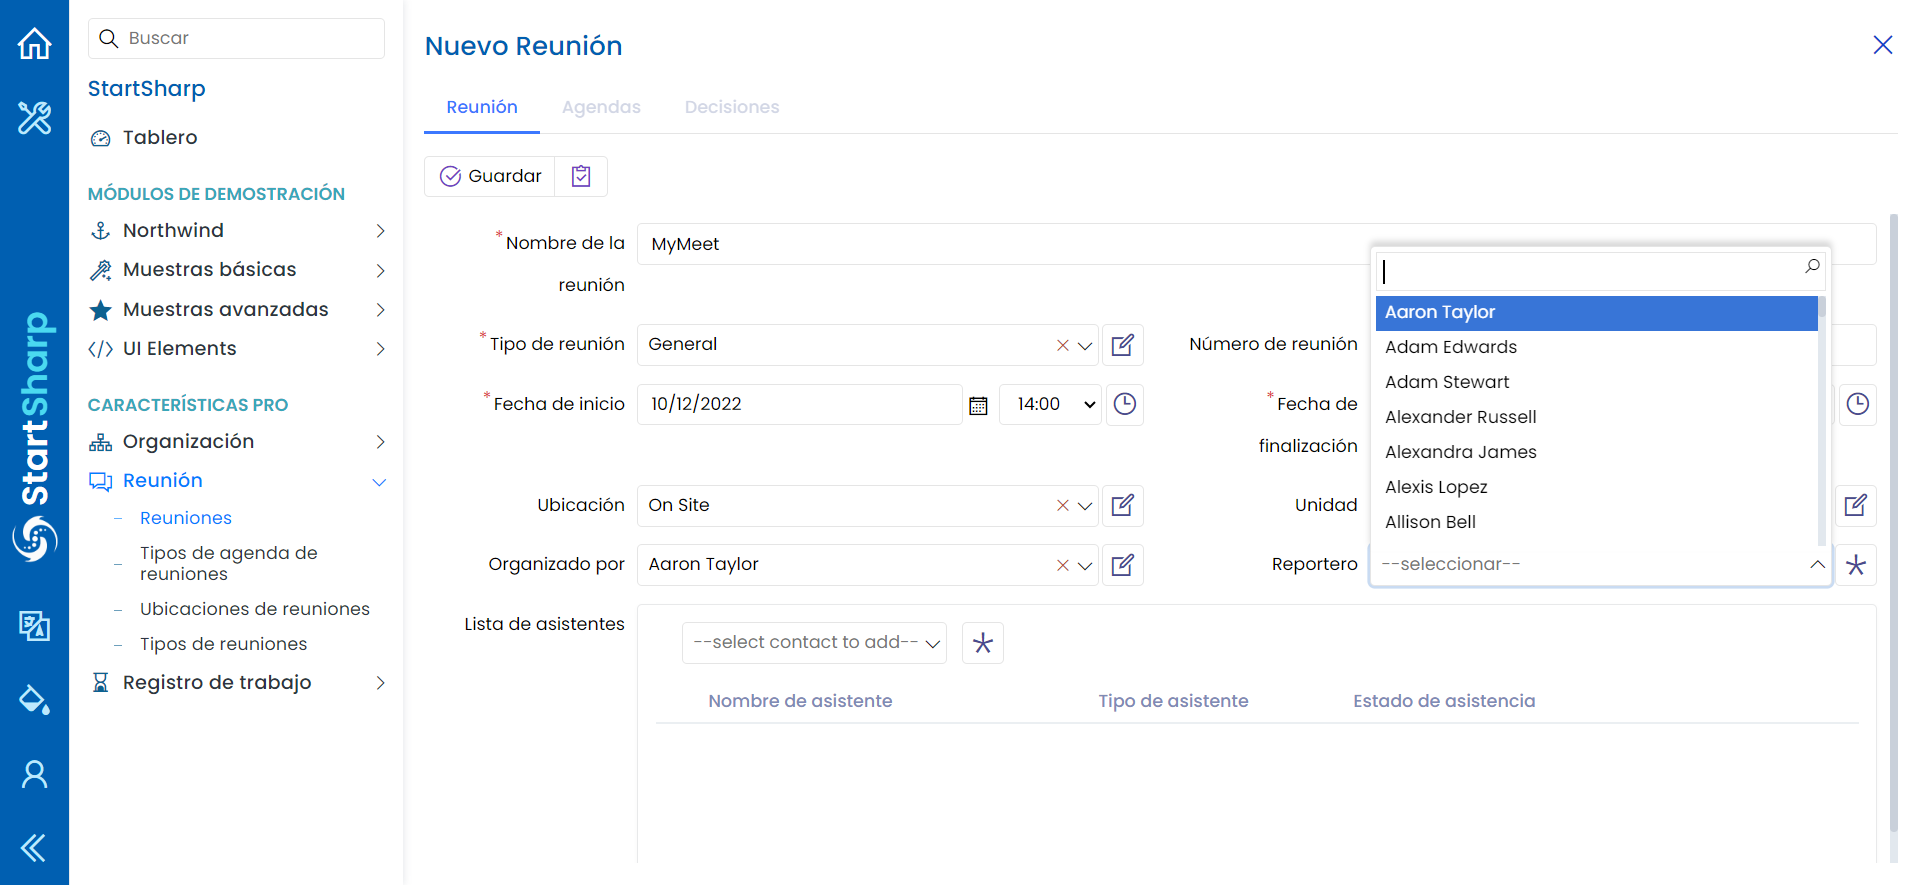 StartSharp
Buscar
StartSharp
Tablero
MÓDULOS DE DEMOSTRACIÓN
Northwind
Muestras básicas
Muestras avanzadas
UI Elements
CARACTERÍSTICAS PRO
Organización
Reunión
Reuniones
Tipos de agenda de
reuniones
Ubicaciones de reuniones
Tipos de reuniones
Registro de trabajo
Nuevo Reunión
Reunión Agendas Decisiones
Guardar
*Nombre de la
reunión
MyMeet
*Tipo de reunión General
Número de reunión
*Fecha de inicio 10/12/2022 14:00
*Fecha de
finalización
Ubicación On Site
Unidad
Organizado por Aaron Taylor
Reportero --seleccionar--
Aaron Taylor
Adam Edwards
Adam Stewart
Alexander Russell
Alexandra James
Alexis Lopez
Allison Bell
Lista de asistentes
--select contact to add--
Nombre de asistente Tipo de asistente Estado de asistencia